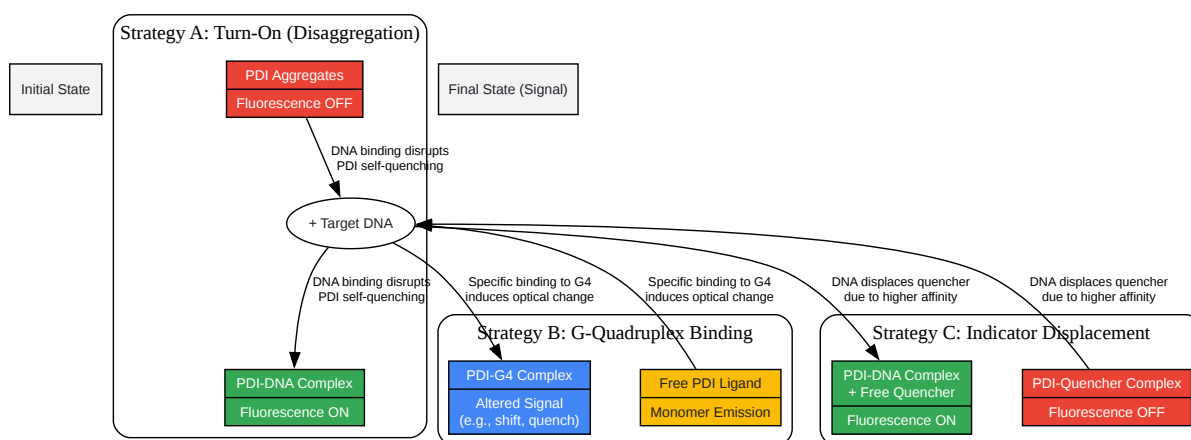 Strategy A: Turn-On (Disaggregation)
Initial State
PDI Aggregates
Fluorescence OFF
Final State (Signal)
DNA binding disrupts
PDI self-quenching
+ Target DNA
DNA binding disrupts
PDI self-quenching
Specific binding to G4
induces optical change
Specific binding to G4
induces optical change
DNA displaces quencher
due to higher affinity
DNA displaces quencher
due to higher affinity
Strategy B: G-Quadruplex Binding
Strategy C: Indicator Displacement
PDI-DNA Complex
Fluorescence ON
PDI-G4 Complex
Altered Signal
(e.g., shift, quench)
Free PDI Ligand
Monomer Emission
PDI-DNA Complex
+ Free Quencher
Fluorescence ON
PDI-Quencher Complex
Fluorescence OFF